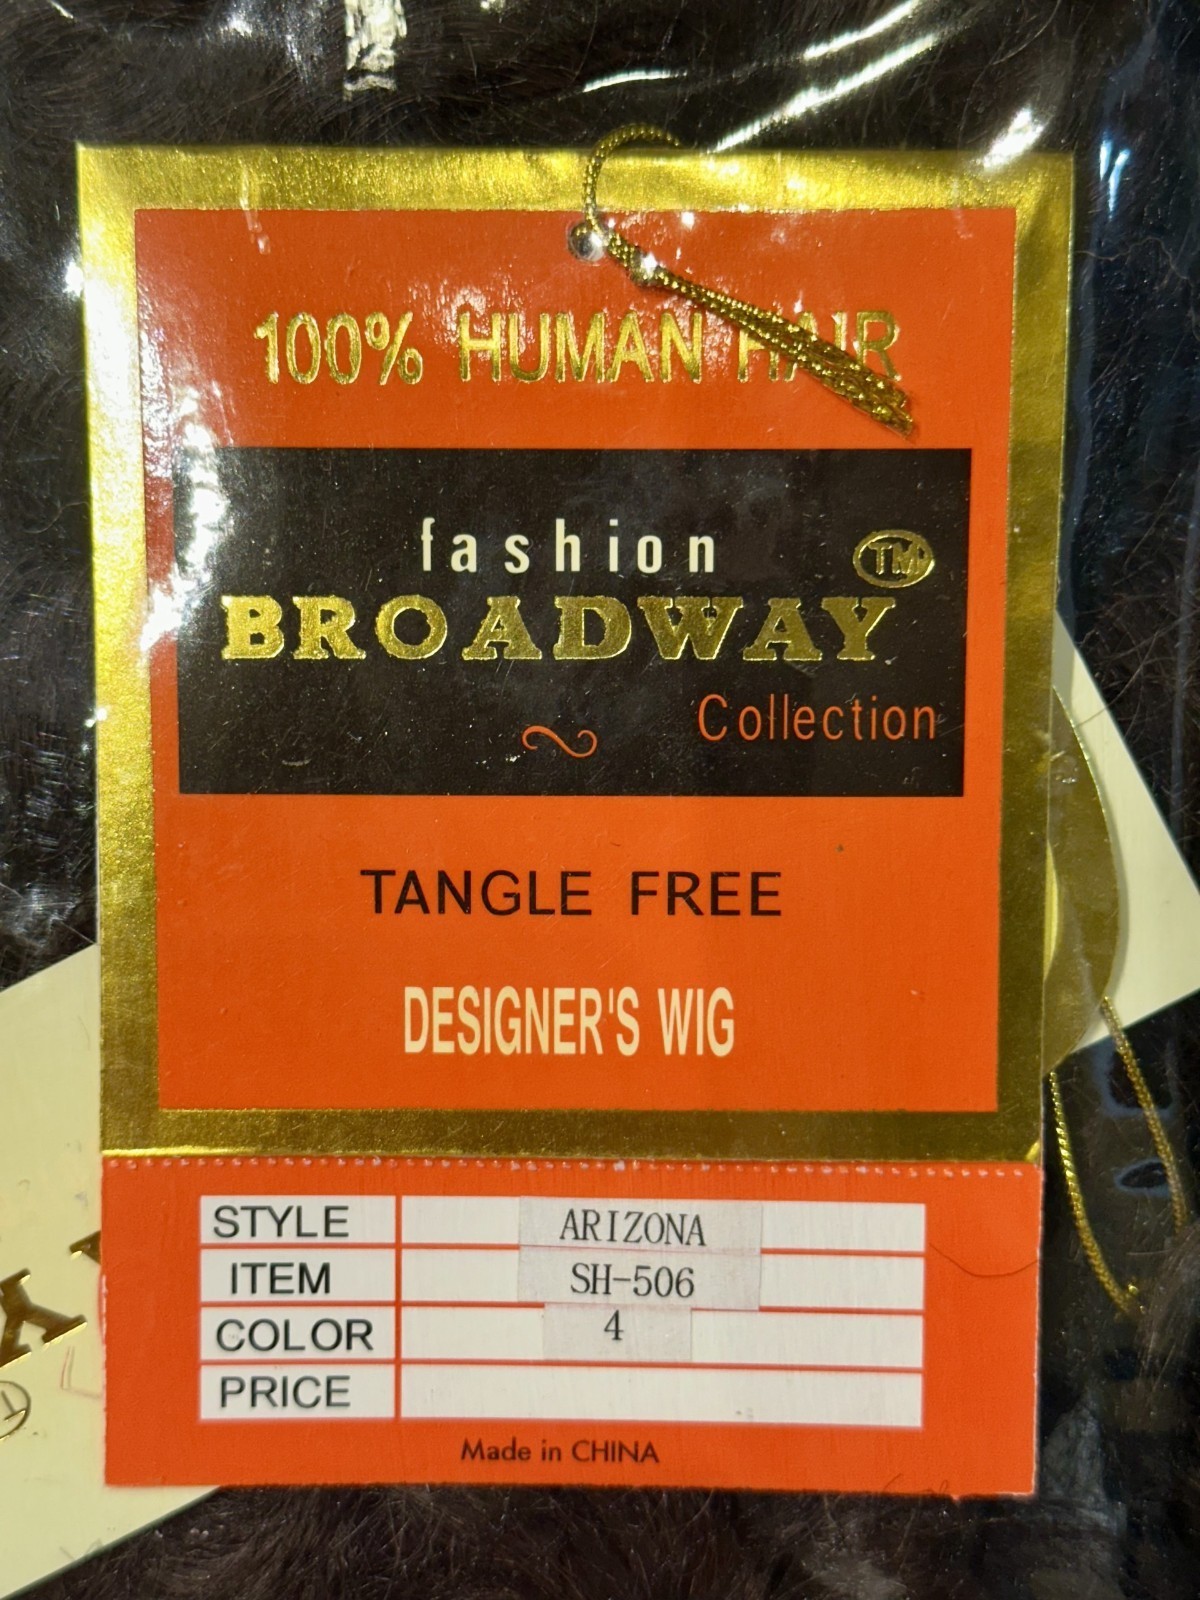 100% HUMAN HAIR
fashion
BROADWAY TM
Collection
TANGLE FREE
DESIGNER'S WIG
STYLE ARIZONA
ITEM SH-506
COLOR 4
PRICE
Made in CHINA